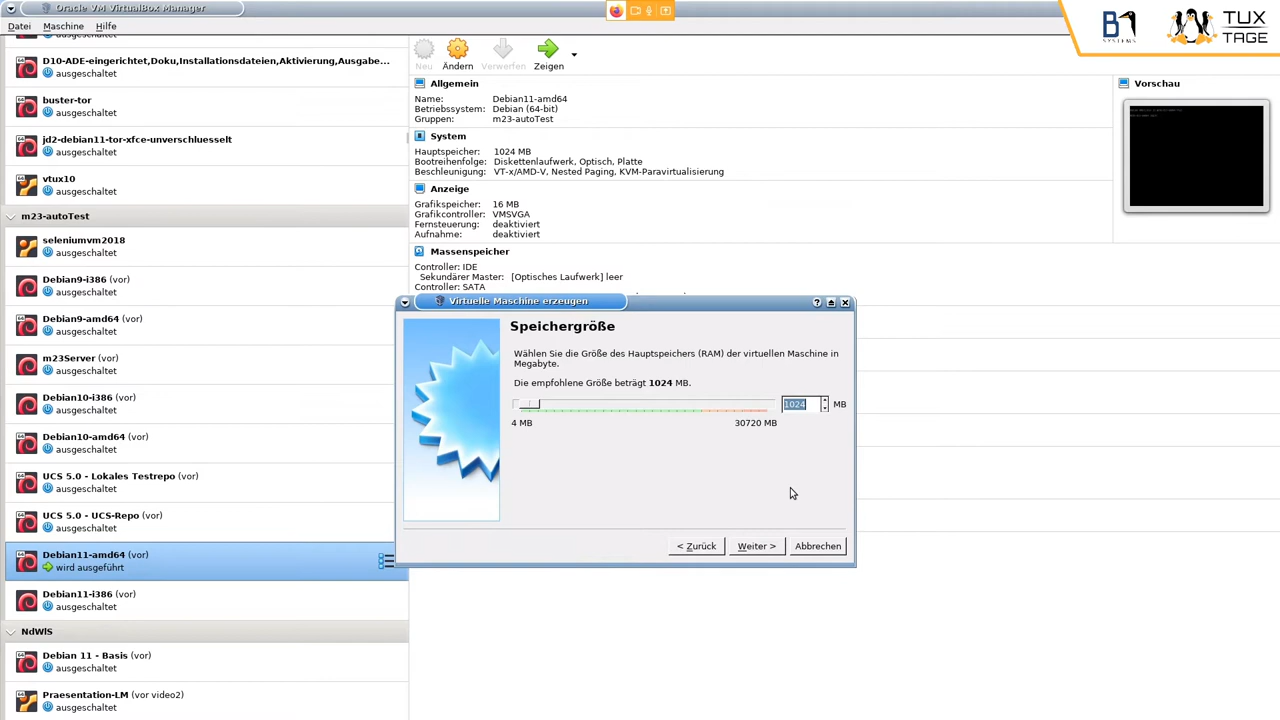 Oracle VM VirtualBox Manager
B1
SYSTEMS
TUX
TAGE
Datei Maschine Hilfe
ausgeschaltet
D10-ADE-eingerichtet,Doku,Installationsdateien,Aktivierung,Ausgabe...
ausgeschaltet
buster-tor
ausgeschaltet
jd2-debian11-tor-xfce-unverschluesselt
ausgeschaltet
vtux10
ausgeschaltet
m23-autoTest
seleniumvm2018
ausgeschaltet
Debian9-i386 (vor)
ausgeschaltet
Debian9-amd64 (vor)
ausgeschaltet
m23Server (vor)
ausgeschaltet
Debian10-i386 (vor)
ausgeschaltet
Debian10-amd64 (vor)
ausgeschaltet
UCS 5.0 - Lokales Testrepo (vor)
ausgeschaltet
UCS 5.0 - UCS-Repo (vor)
ausgeschaltet
Debian11-amd64 (vor)
wird ausgeführt
Debian11-i386 (vor)
ausgeschaltet
NdWlS
Debian 11 - Basis (vor)
ausgeschaltet
Praesentation-LM (vor video2)
ausgeschaltet
Neu Ändern Verwerfen Zeigen
Allgemein
Name: Debian11-amd64
Betriebssystem: Debian (64-bit)
Gruppen: m23-autoTest
System
Hauptspeicher: 1024 MB
Bootreihenfolge: Diskettenlaufwerk, Optisch, Platte
Beschleunigung: VT-x/AMD-V, Nested Paging, KVM-Paravirtualisierung
Anzeige
Grafikspeicher: 16 MB
Grafikcontroller: VMSVGA
Fernsteuerung: deaktiviert
Aufnahme: deaktiviert
Massenspeicher
Controller: IDE
Sekundärer Master: [Optisches Laufwerk] leer
Controller: SATA
Vorschau
Virtuelle Maschine erzeugen
Speichergröße
Wählen Sie die Größe des Hauptspeichers (RAM) der virtuellen Maschine in
Megabyte.
Die empfohlene Größe beträgt 1024 MB.
1024 MB
4 MB 30720 MB
< Zurück Weiter > Abbrechen